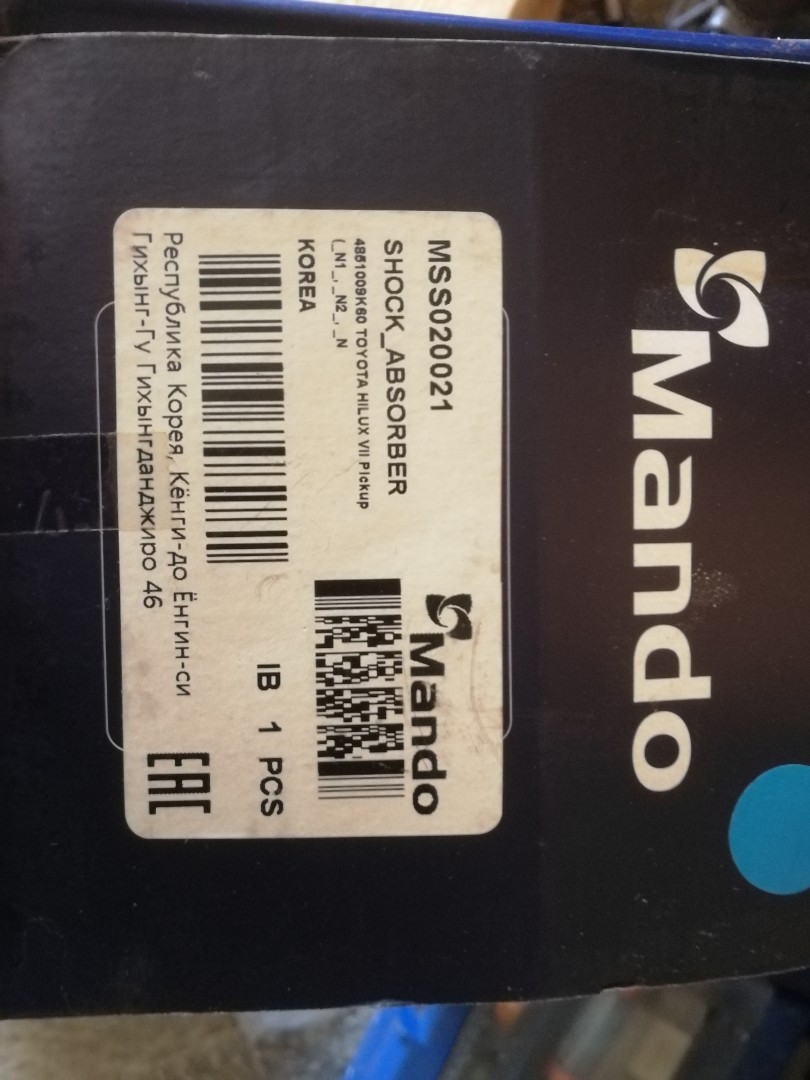 Mando
MSS020021
SHOCK_ABSORBER
4851009K60 TOYOTA HILUX VII Pickup
(_N1_, _N2_, _N
KOREA
Mando
IB 1 PCS
Республика Корея, Кёнги-до Ёнгин-си
Гихынг-Гу Гихынгданджиро 46
EAC